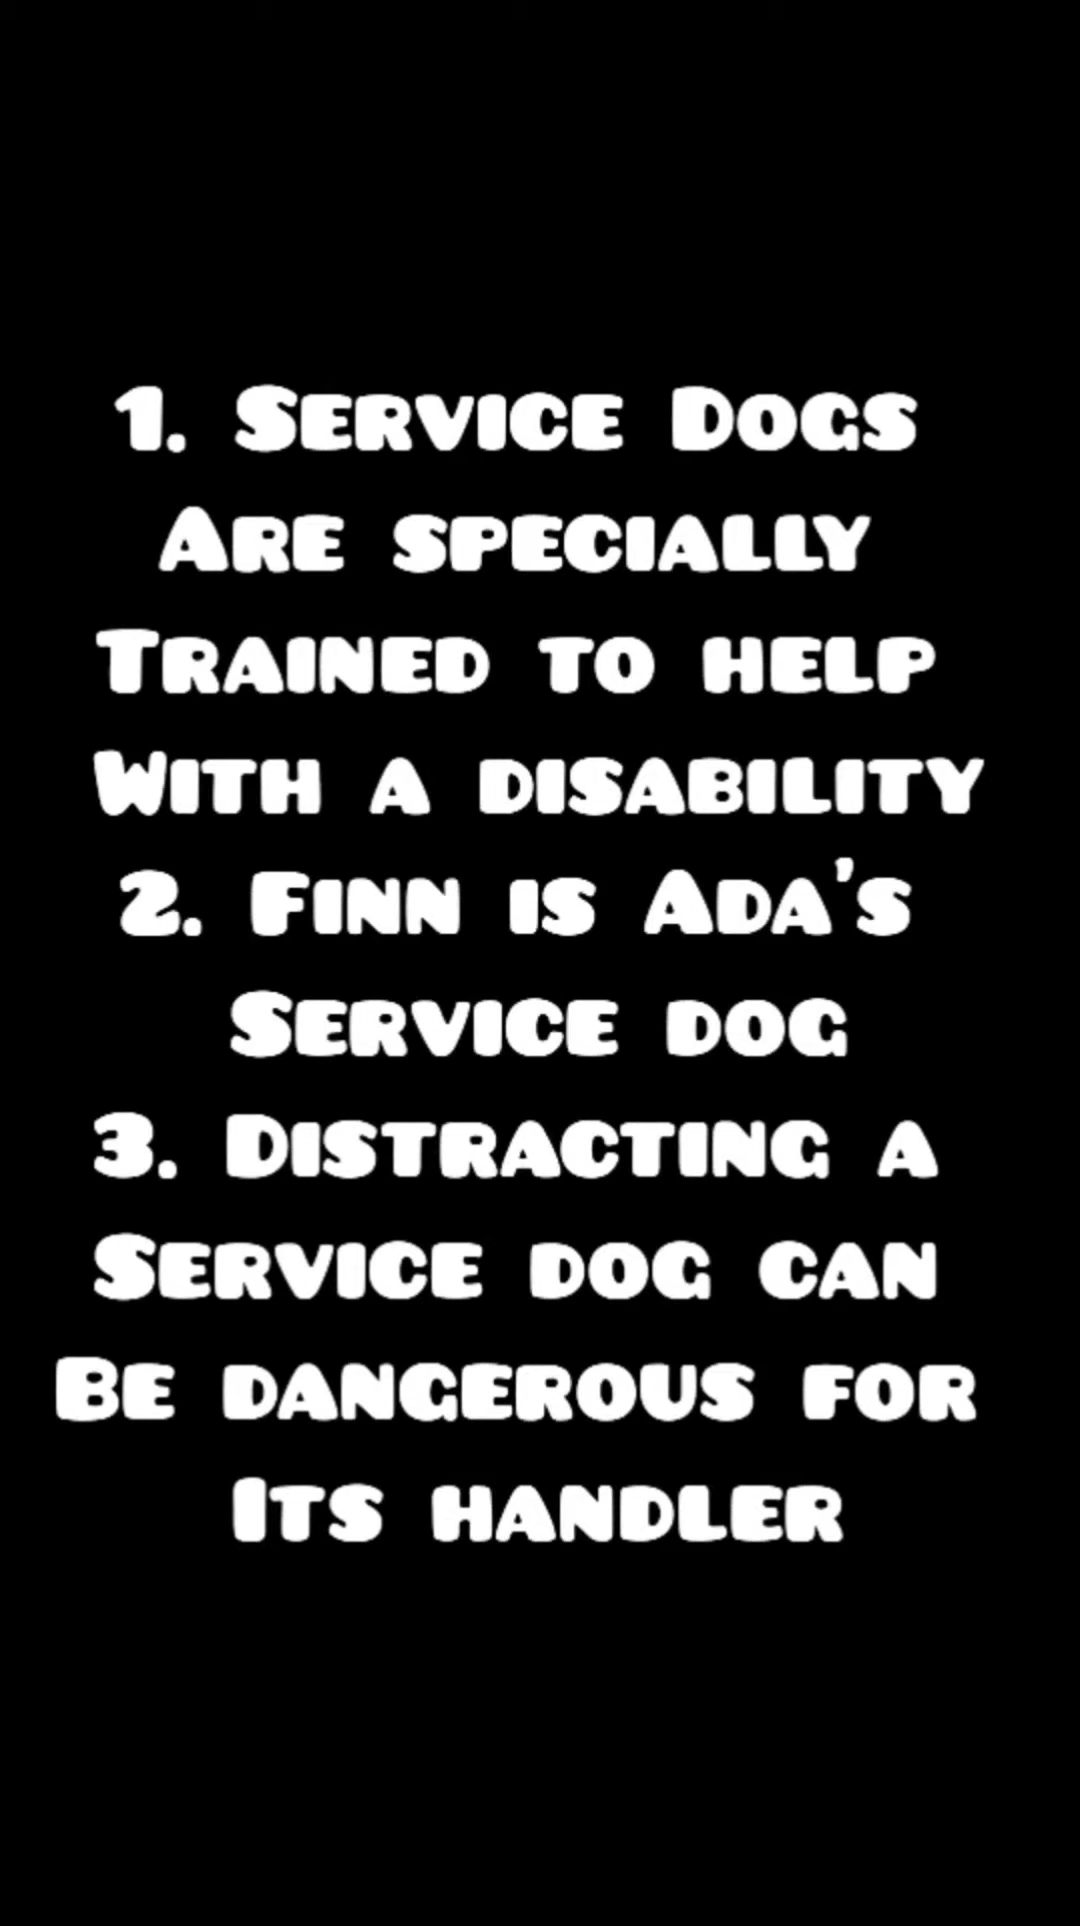 1. Service Dogs
Are specially
Trained to help
With a disability
2. Finn is Ada's
Service dog
3. Distracting a
Service dog can
Be dangerous for
Its handler